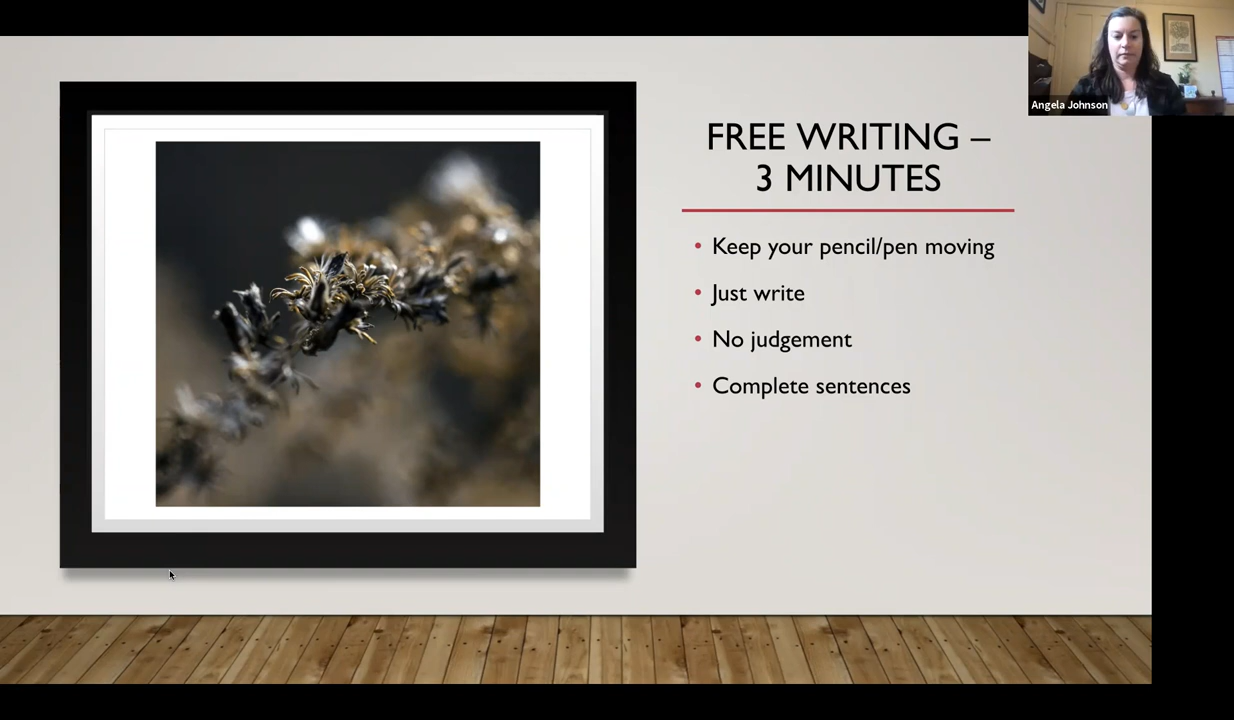 Angela Johnson
FREE WRITING –
3 MINUTES
• Keep your pencil/pen moving
• Just write
• No judgement
• Complete sentences